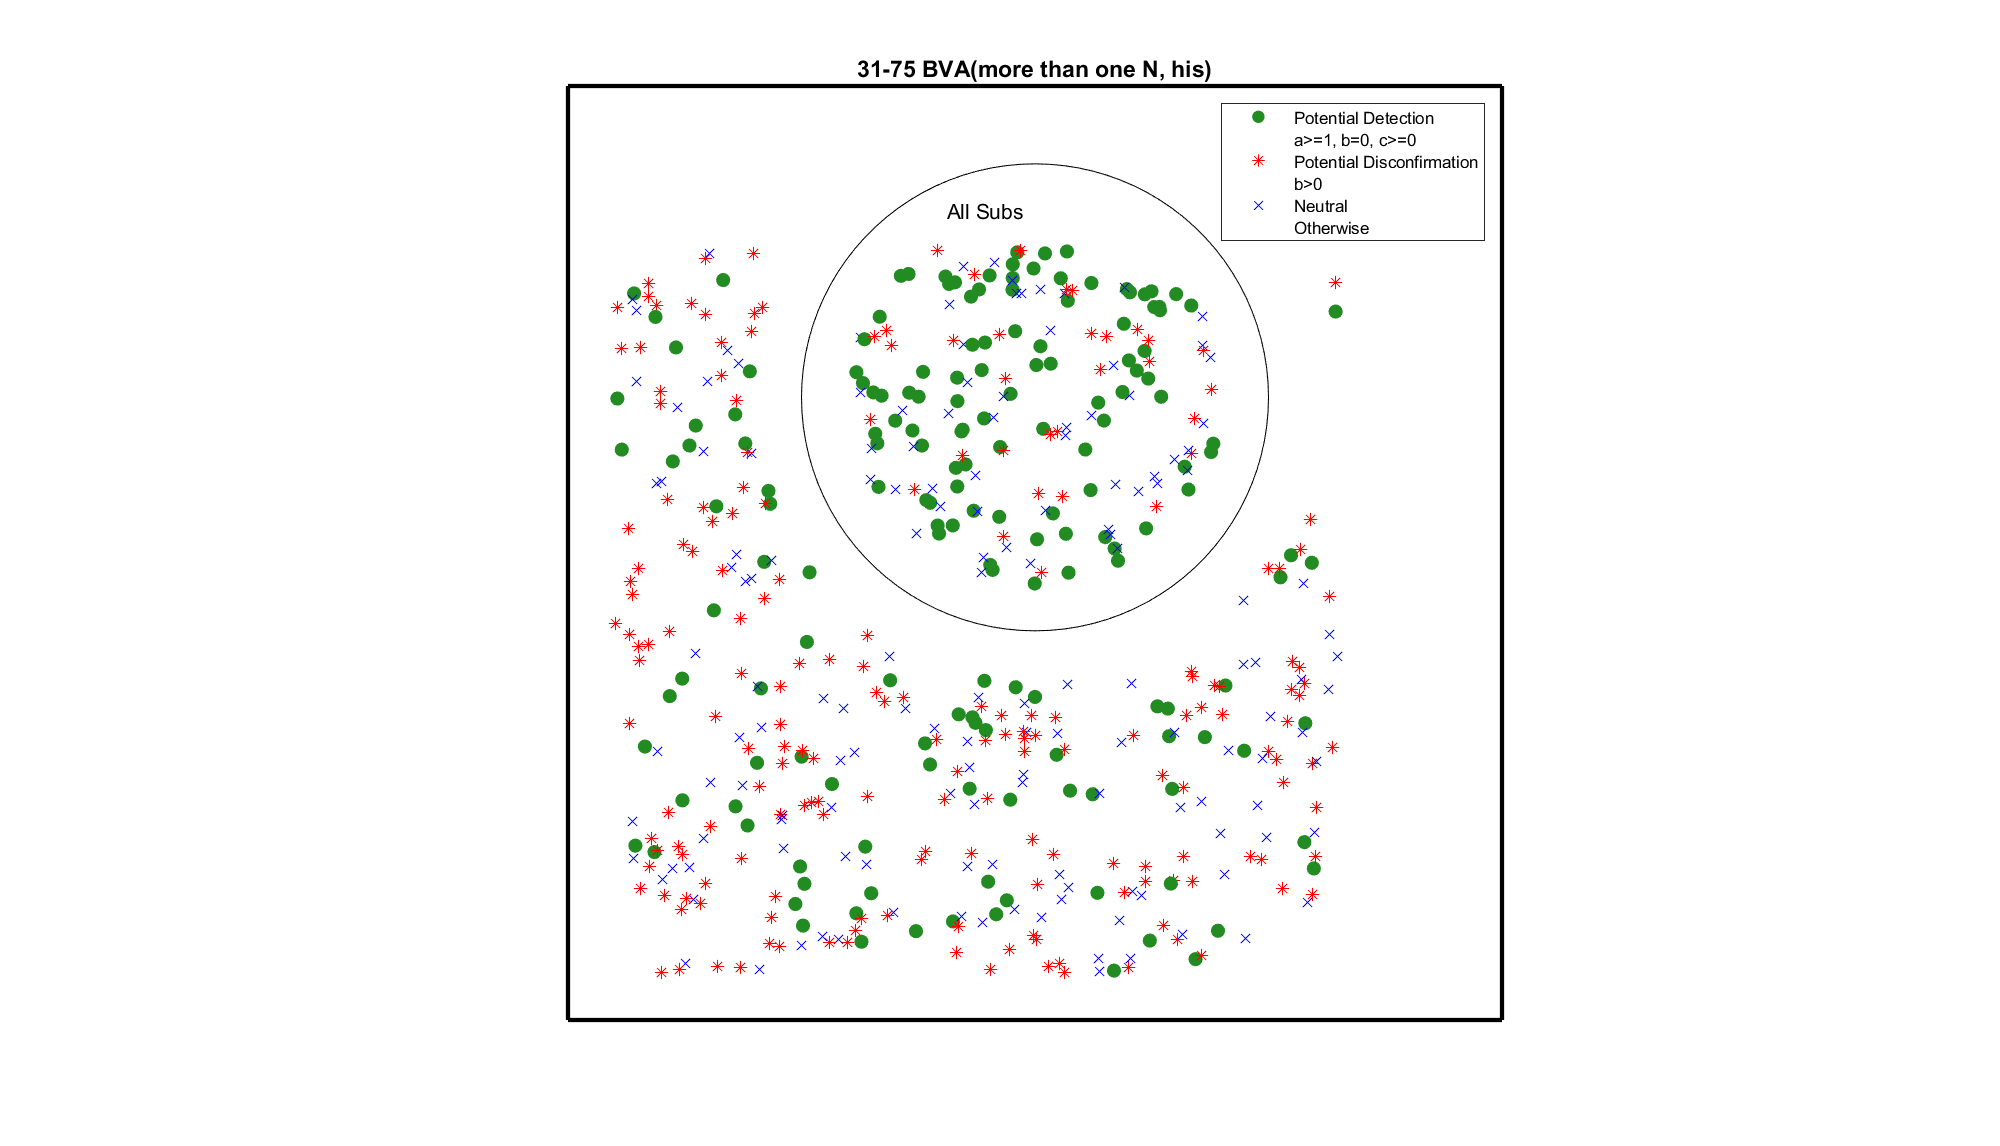 31-75 BVA(more than one N, his)
Potential Detection
a>=1, b=0, c>=0
Potential Disconfirmation
b>0
Neutral
Otherwise
All Subs